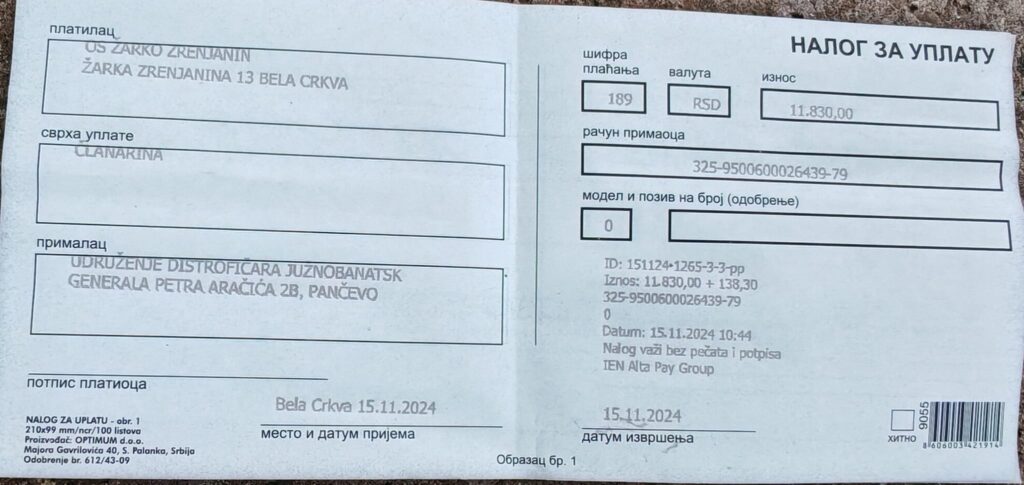 НАЛОГ ЗА УПЛАТУ
платилац
OŠ ŽARKO ZRENJANIN
ŽARKA ZRENJANINA 13 BELA CRKVA
сврха уплате
ČLANARINA
прималац
UDRUŽENJE DISTROFIČARA JUŽNOBANATSK
GENERALA PETRA ARAČIĆA 2B, PANČEVO
потпис платиоца
Bela Crkva 15.11.2024
место и датум пријема
NALOG ZA UPLATU - obr. 1
210x99 mm/ncr/100 listova
Proizvođač: OPTIMUM d.o.o.
Majora Gavrilovića 40, S. Palanka, Srbija
Odobrenje br. 612/43-09
шифра плаћања
189
валута
RSD
износ
11.830,00
рачун примаоца
325-9500600026439-79
модел и позив на број (одобрење)
0
ID: 151124•1265-3-3-pp
Iznos: 11.830,00 + 138,30
325-9500600026439-79
0
Datum: 15.11.2024 10:44
Nalog važi bez pečata i potpisa
IEN Alta Pay Group
15.11.2024
датум извршења
хитно
9055
8606003421914
Образац бр. 1